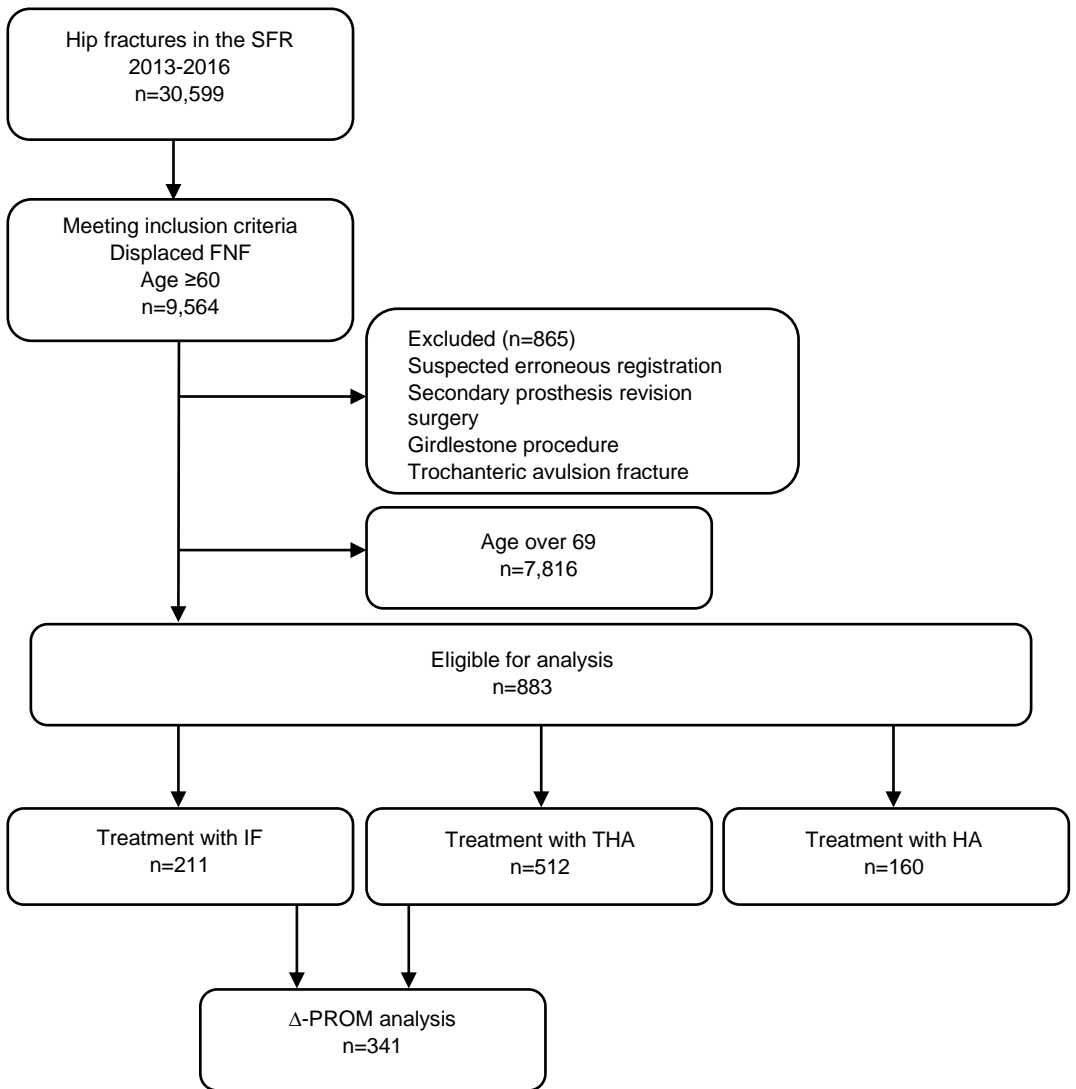 Hip fractures in the SFR
2013-2016
n=30,599
Meeting inclusion criteria
Displaced FNF
Age ≥60
n=9,564
Excluded (n=865)
Suspected erroneous registration
Secondary prosthesis revision
surgery
Girdlestone procedure
Trochanteric avulsion fracture
Age over 69
n=7,816
Eligible for analysis
n=883
Treatment with IF
n=211
Treatment with THA
n=512
Treatment with HA
n=160
Δ-PROM analysis
n=341